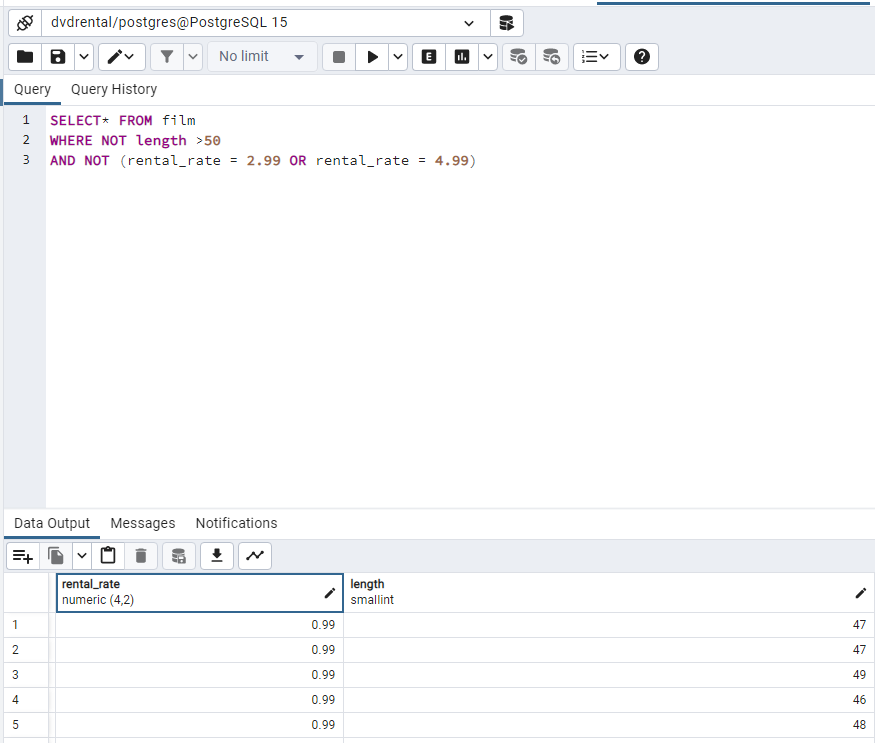 dvdrental/postgres@PostgreSQL 15
No limit
E
Query Query History
1 SELECT* FROM film
2 WHERE NOT length >50
3 AND NOT (rental_rate = 2.99 OR rental_rate = 4.99)
Data Output Messages Notifications
rental_rate length
numeric (4,2) smallint
1 0.99 47
2 0.99 47
3 0.99 49
4 0.99 46
5 0.99 48